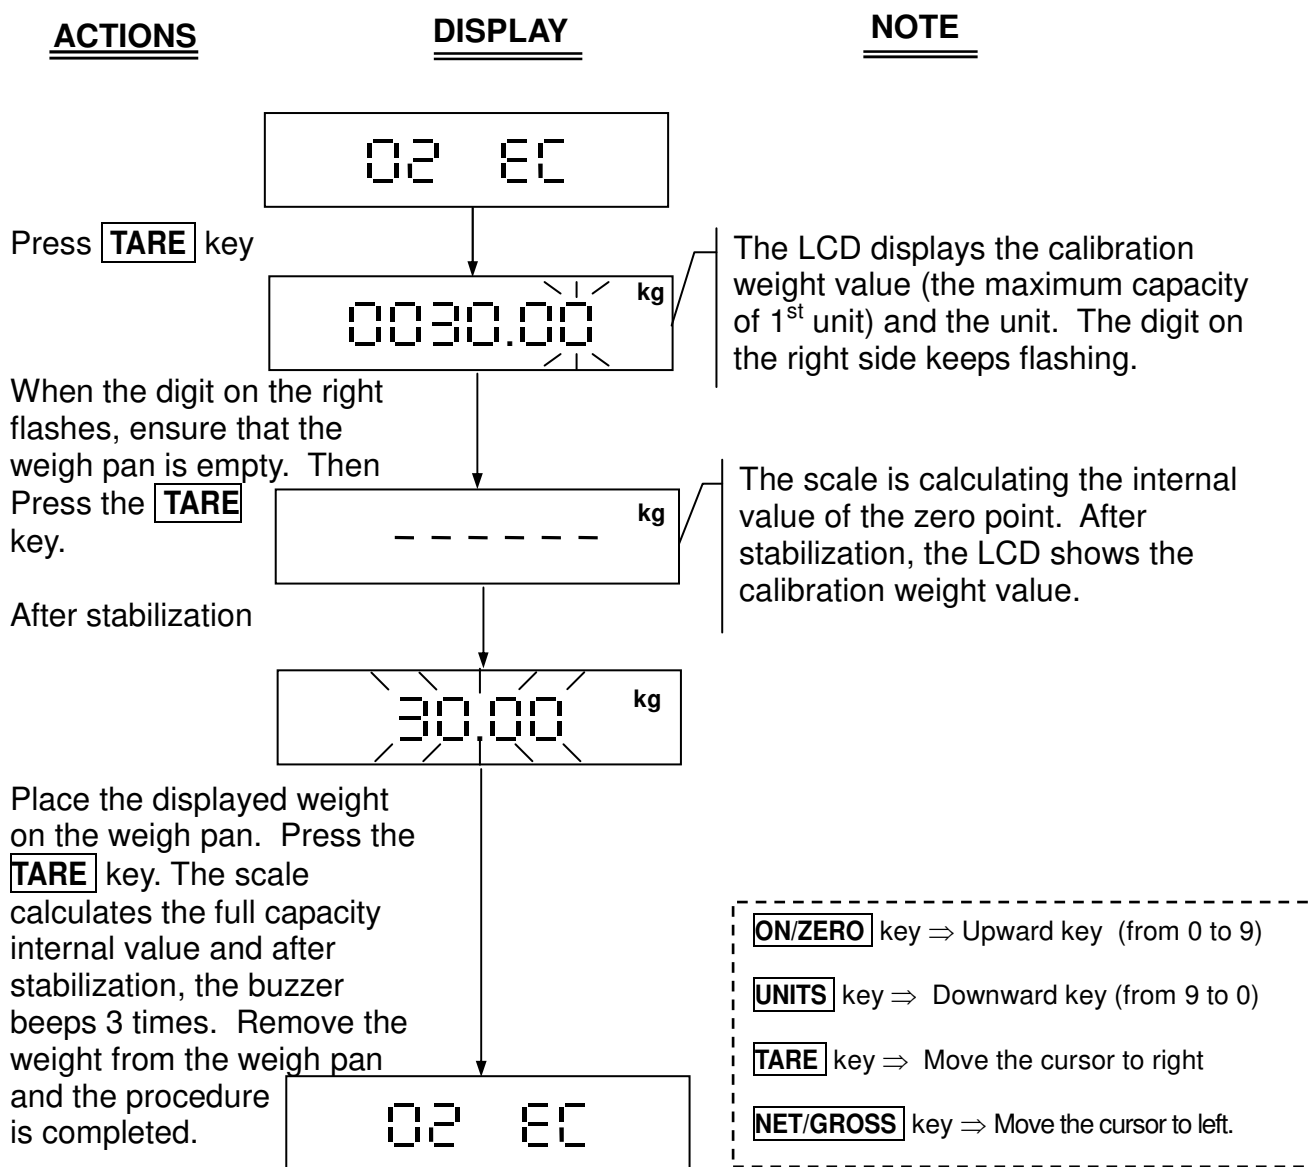 ACTIONS DISPLAY NOTE
02 EC
Press TARE key
0030.00 kg
The LCD displays the calibration
weight value (the maximum capacity
of 1st unit) and the unit. The digit on
the right side keeps flashing.
When the digit on the right
flashes, ensure that the
weigh pan is empty. Then
Press the TARE
key.
------ kg
The scale is calculating the internal
value of the zero point. After
stabilization, the LCD shows the
calibration weight value.
After stabilization
30.00 kg
Place the displayed weight
on the weigh pan. Press the
TARE key. The scale
calculates the full capacity
internal value and after
stabilization, the buzzer
beeps 3 times. Remove the
weight from the weigh pan
and the procedure
is completed.
02 EC
ON/ZERO key ⇒ Upward key (from 0 to 9)
UNITS key ⇒ Downward key (from 9 to 0)
TARE key ⇒ Move the cursor to right
NET/GROSS key ⇒ Move the cursor to left.